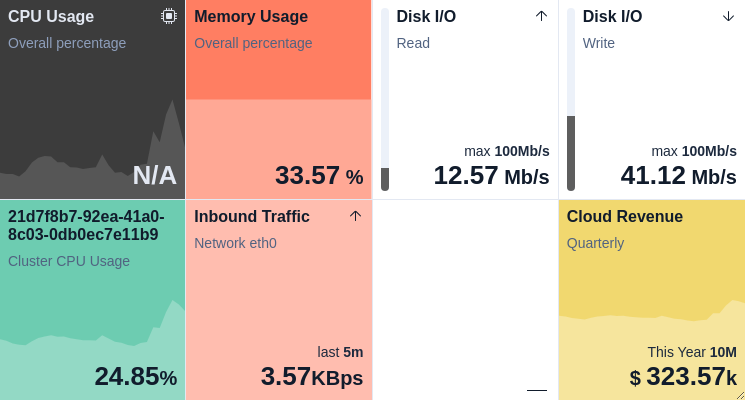 CPU Usage
Overall percentage
N/A
Memory Usage
Overall percentage
33.57 %
Disk I/O
Read
max 100Mb/s
12.57 Mb/s
Disk I/O
Write
max 100Mb/s
41.12 Mb/s
21d7f8b7-92ea-41a0-
8c03-0db0ec7e11b9
Cluster CPU Usage
24.85%
Inbound Traffic
Network eth0
last 5m
3.57KBps
Cloud Revenue
Quarterly
This Year 10M
$ 323.57k